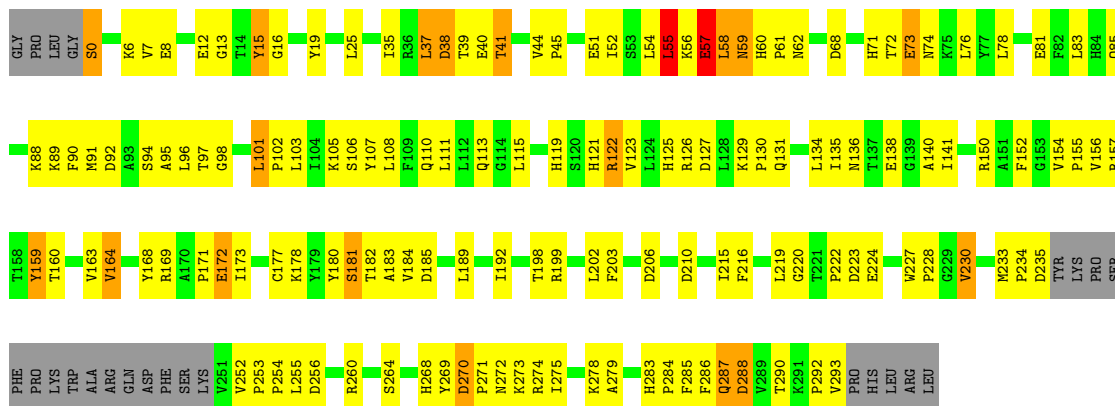 GLY PRO LEU GLY S0 K6 V7 E8 E12 G13 T14 Y15 G16 Y19 L25 I35 R36 L37 D38 T39 E40 T41 V44 P45 E51 I52 S53 L54 L55 K56 E57 L58 N59 H60 P61 N62 D68 H71 T72 E73 N74 K75 L76 Y77 L78 E81 F82 L83 H84
K88 K89 F90 M91 D92 A93 S94 A95 L96 T97 G98 L101 P102 L103 I104 K105 S106 Y107 L108 F109 Q110 L111 L112 Q113 G114 L115 H119 S120 H121 R122 V123 L124 H125 R126 D127 L128 K129 P130 Q131 L134 I135 N136 T137 E138 G139 A140 I141 R150 A151 F152 G153 V154 P155 V156
T158 Y159 T160 V163 V164 Y168 R169 A170 P171 E172 I173 C177 K178 Y179 Y180 S181 T182 A183 V184 D185 L189 I192 T198 R199 L202 F203 D206 D210 I215 F216 L219 G220 T221 P222 D223 E224 W227 P228 G229 V230 M233 P234 D235 TYR LYS PRO SER
PHE PRO LYS TRP ALA ARG GLN ASP PHE SER LYS V251 V252 P253 P254 L255 D256 R260 S264 H268 Y269 D270 P271 N272 K273 R274 I275 K278 A279 H283 P284 F285 F286 Q287 D288 V289 T290 K291 P292 V293 PRO HIS LEU ARG LEU